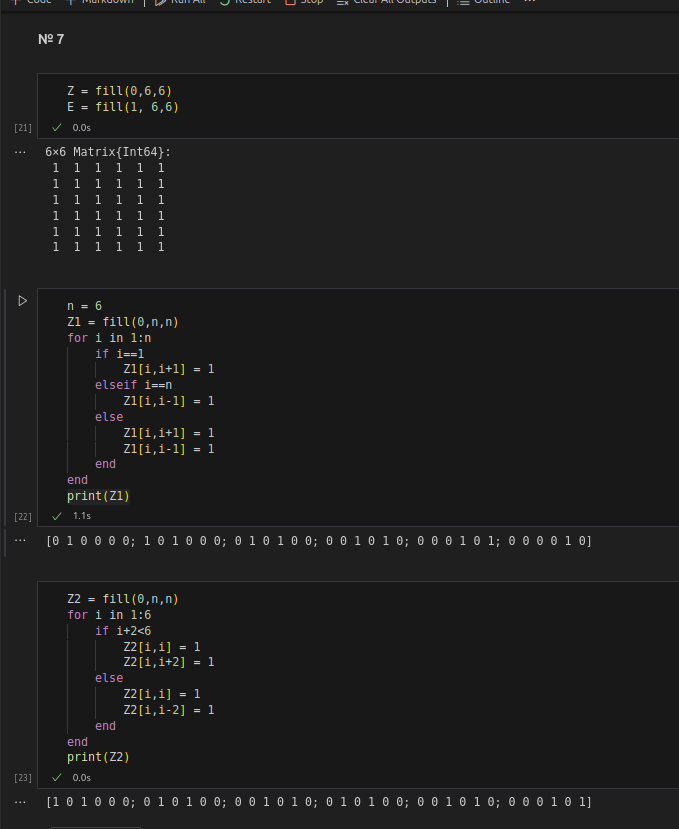 Code Markdown Run All Restart Stop Clear All Outputs Outline ...
№ 7
Z = fill(0,6,6)
E = fill(1, 6,6)
[21] ✓ 0.0s
... 6×6 Matrix{Int64}:
1 1 1 1 1 1
1 1 1 1 1 1
1 1 1 1 1 1
1 1 1 1 1 1
1 1 1 1 1 1
1 1 1 1 1 1
n = 6
Z1 = fill(0,n,n)
for i in 1:n
if i==1
Z1[i,i+1] = 1
elseif i==n
Z1[i,i-1] = 1
else
Z1[i,i+1] = 1
Z1[i,i-1] = 1
end
end
print(Z1)
[22] ✓ 1.1s
... [0 1 0 0 0 0; 1 0 1 0 0 0; 0 1 0 1 0 0; 0 0 1 0 1 0; 0 0 0 1 0 1; 0 0 0 0 1 0]
Z2 = fill(0,n,n)
for i in 1:6
if i+2<6
Z2[i,i] = 1
Z2[i,i+2] = 1
else
Z2[i,i] = 1
Z2[i,i-2] = 1
end
end
print(Z2)
[23] ✓ 0.0s
... [1 0 1 0 0 0; 0 1 0 1 0 0; 0 0 1 0 1 0; 0 1 0 1 0 0; 0 0 1 0 1 0; 0 0 0 1 0 1]